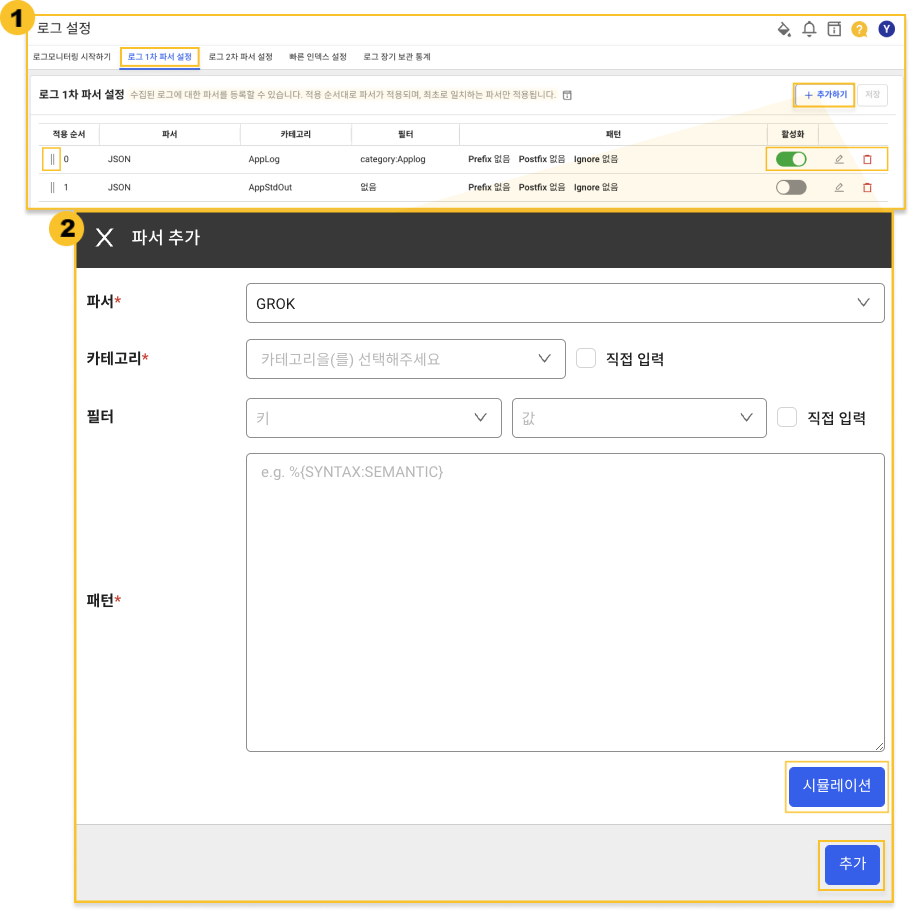 1
로그 설정
Y
로그모니터링 시작하기 로그 1차 파서 설정 로그 2차 파서 설정 빠른 인덱스 설정 로그 장기 보관 통계
로그 1차 파서 설정 수집된 로그에 대한 파서를 등록할 수 있습니다. 적용 순서대로 파서가 적용되며, 최초로 일치하는 파서만 적용됩니다. + 추가하기 저장
적용 순서 파서 카테고리 필터 패턴 활성화
0 JSON AppLog category:Applog Prefix 없음 Postfix 없음 Ignore 없음
1 JSON AppStdOut 없음 Prefix 없음 Postfix 없음 Ignore 없음
2
파서 추가
파서* GROK
카테고리* 카테고리을(를) 선택해주세요 직접 입력
필터 키 값 직접 입력
e.g. %{SYNTAX:SEMANTIC}
패턴*
시뮬레이션
추가